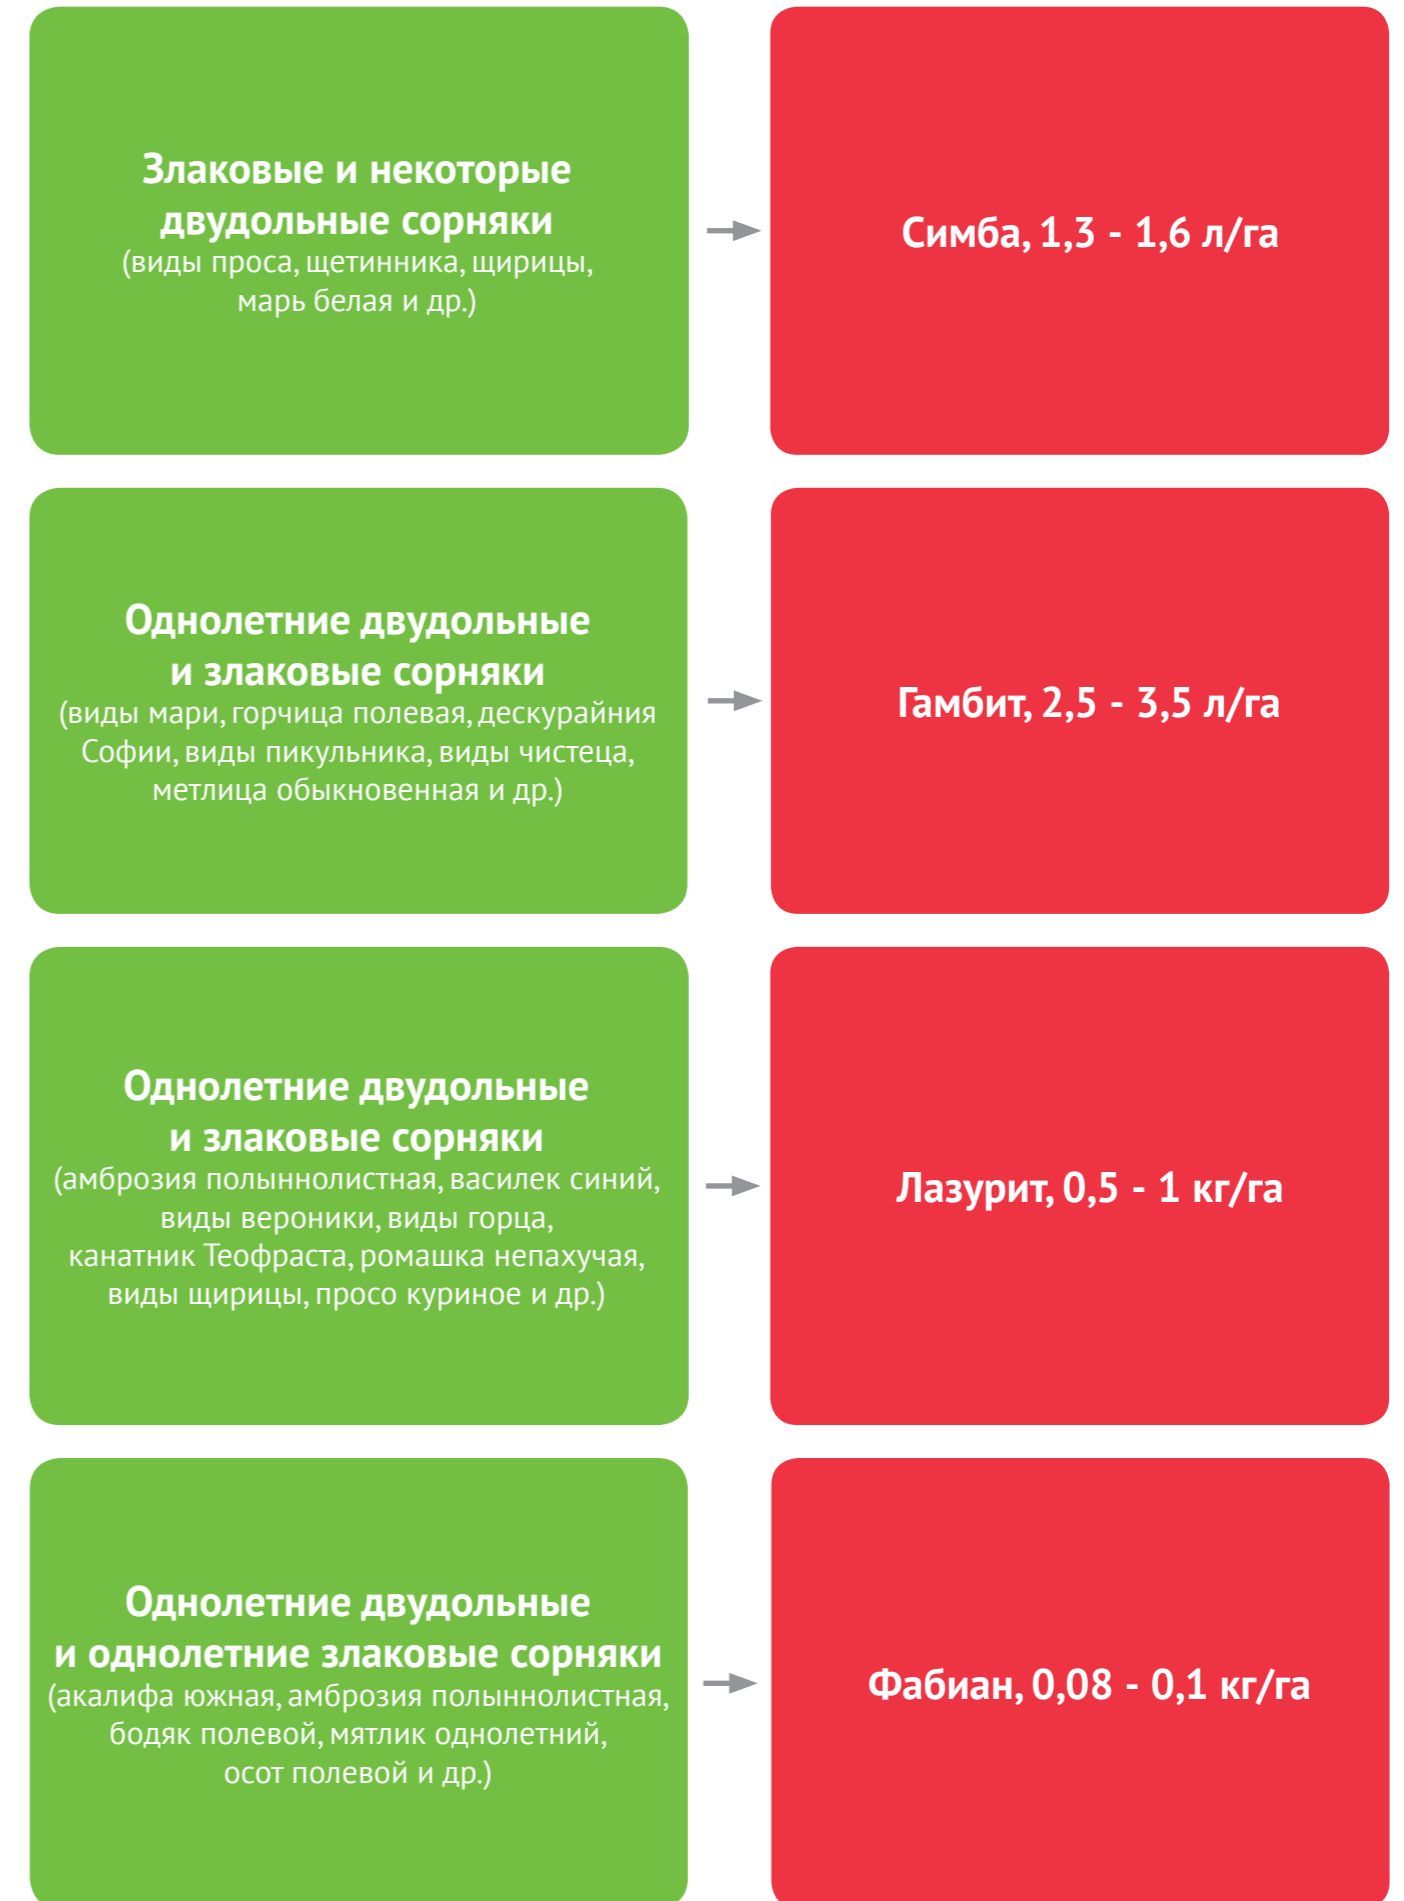 Злаковые и некоторые
двудольные сорняки
(виды проса, щетинника, щирицы,
марь белая и др.)
Симба, 1,3 - 1,6 л/га
Однолетние двудольные
и злаковые сорняки
(виды мари, горчица полевая, дескурайния
Софии, виды пикульника, виды чистеца,
метлица обыкновенная и др.)
Гамбит, 2,5 - 3,5 л/га
Однолетние двудольные
и злаковые сорняки
(амброзия полыннолистная, василек синий,
виды вероники, виды горца,
канатник Теофраста, ромашка непахучая,
виды щирицы, просо куриное и др.)
Лазурит, 0,5 - 1 кг/га
Однолетние двудольные
и однолетние злаковые сорняки
(акалифа южная, амброзия полыннолистная,
бодяк полевой, мятлик однолетний,
осот полевой и др.)
Фабиан, 0,08 - 0,1 кг/га